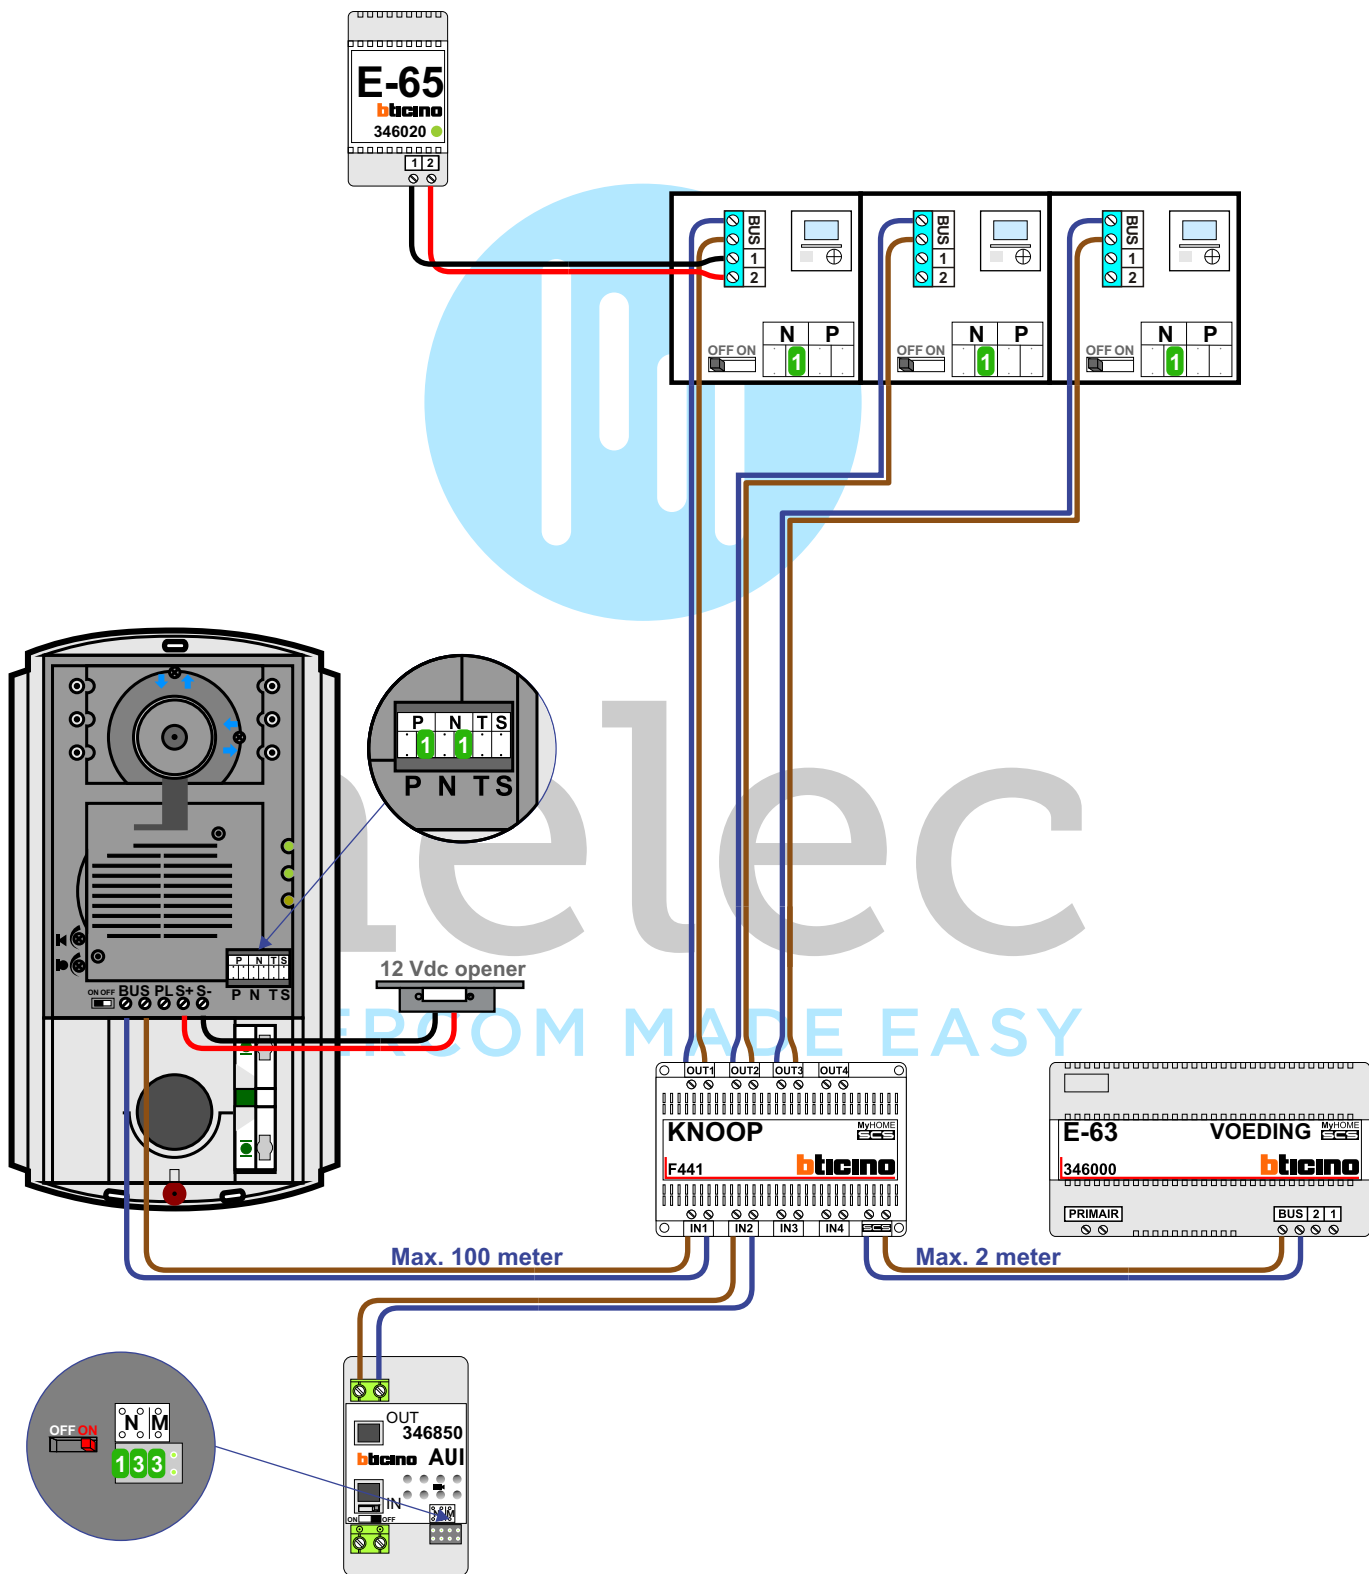 E-65
bticino
346020
1 2
BUS
1
2
BUS
1
2
BUS
1
2
N P
OFF ON
1
N P
OFF ON
1
N P
OFF ON
1
P N T S
1 1
P N T S
nelec
INTERCOM MADE EASY
P N T S
P N T S
ON OFF BUS PL S+ S-
12 Vdc opener
OUT1 OUT2 OUT3 OUT4
KNOOP
MyHOME
SCS
F441
bticino
IN1 IN2 IN3 IN4 SCS
E-63 VOEDING
MyHOME
SCS
346000
bticino
PRIMAIR
BUS 2 1
Max. 100 meter
Max. 2 meter
OFF ON
N M
1 3 3
OUT
346850
bticino AUI
IN
ON OFF
N M